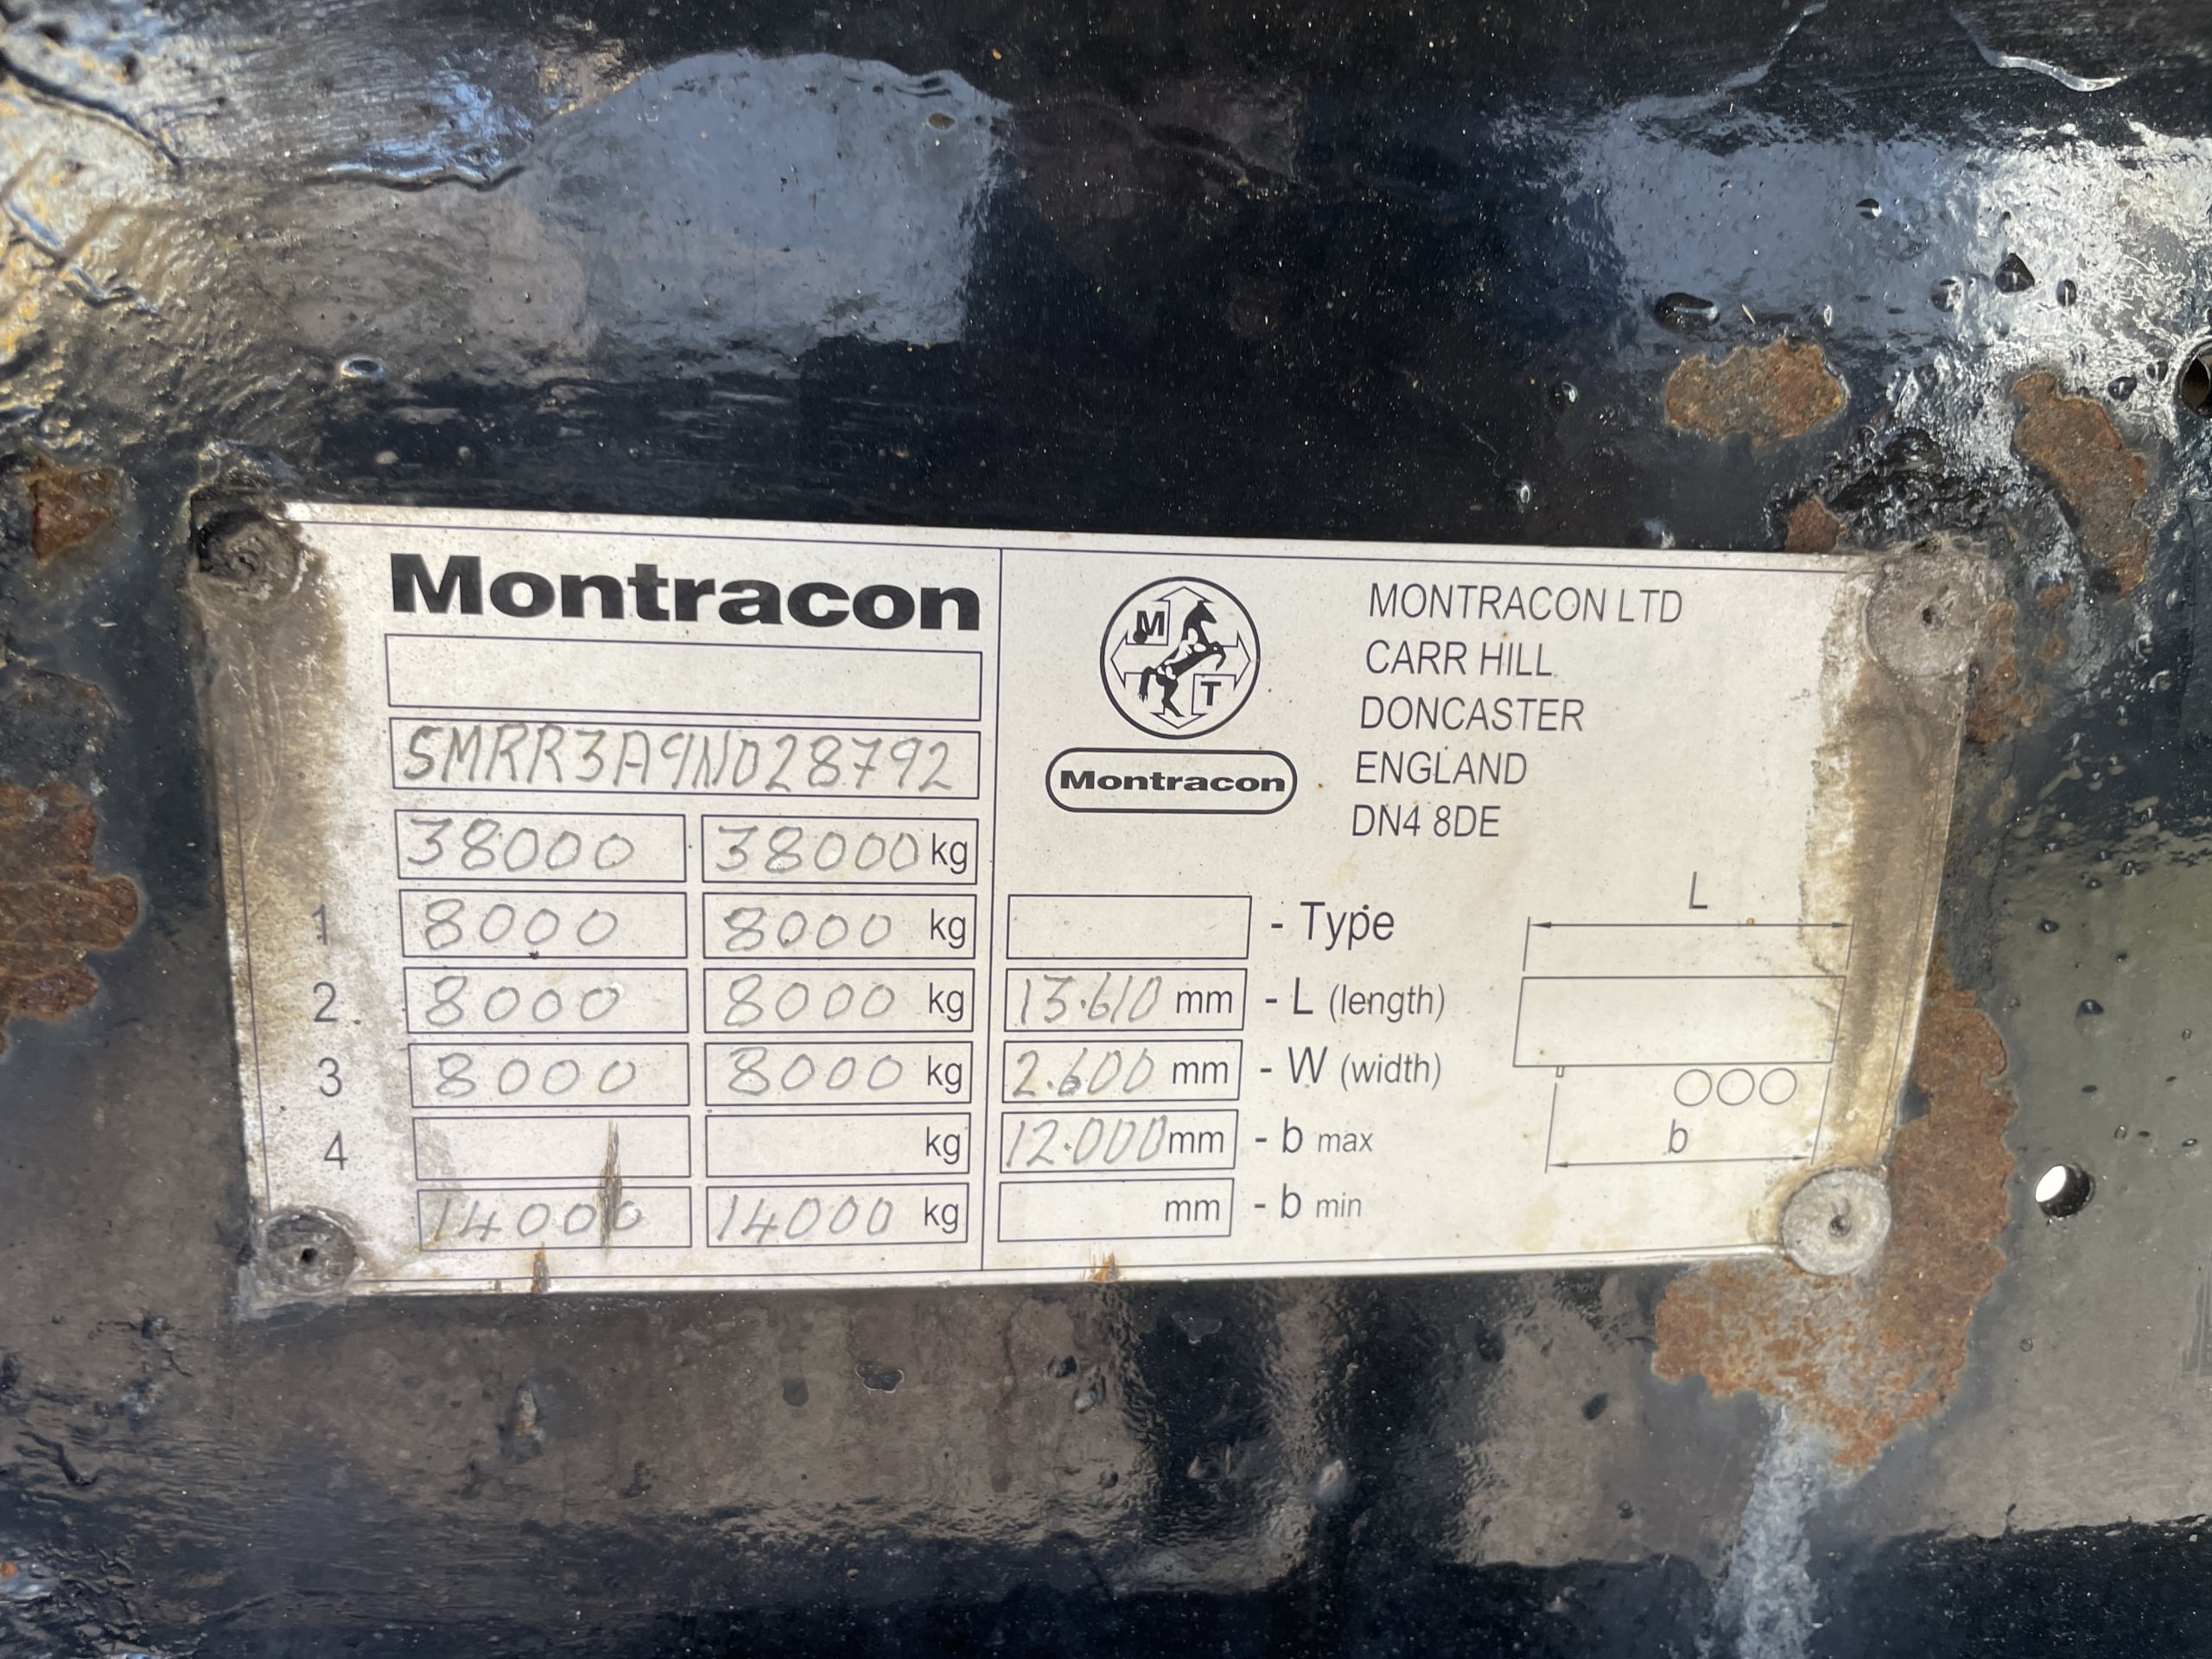 Montracon
SMRR3A9ND28792
38000 38000 kg
1 8000 8000 kg
2 8000 8000 kg
3 8000 8000 kg
4 kg
14000 14000 kg
M
T
Montracon
MONTRACON LTD
CARR HILL
DONCASTER
ENGLAND
DN4 8DE
- Type
13.610 mm - L (length)
2.600 mm - W (width)
12.000 mm - b max
mm - b min
L
b